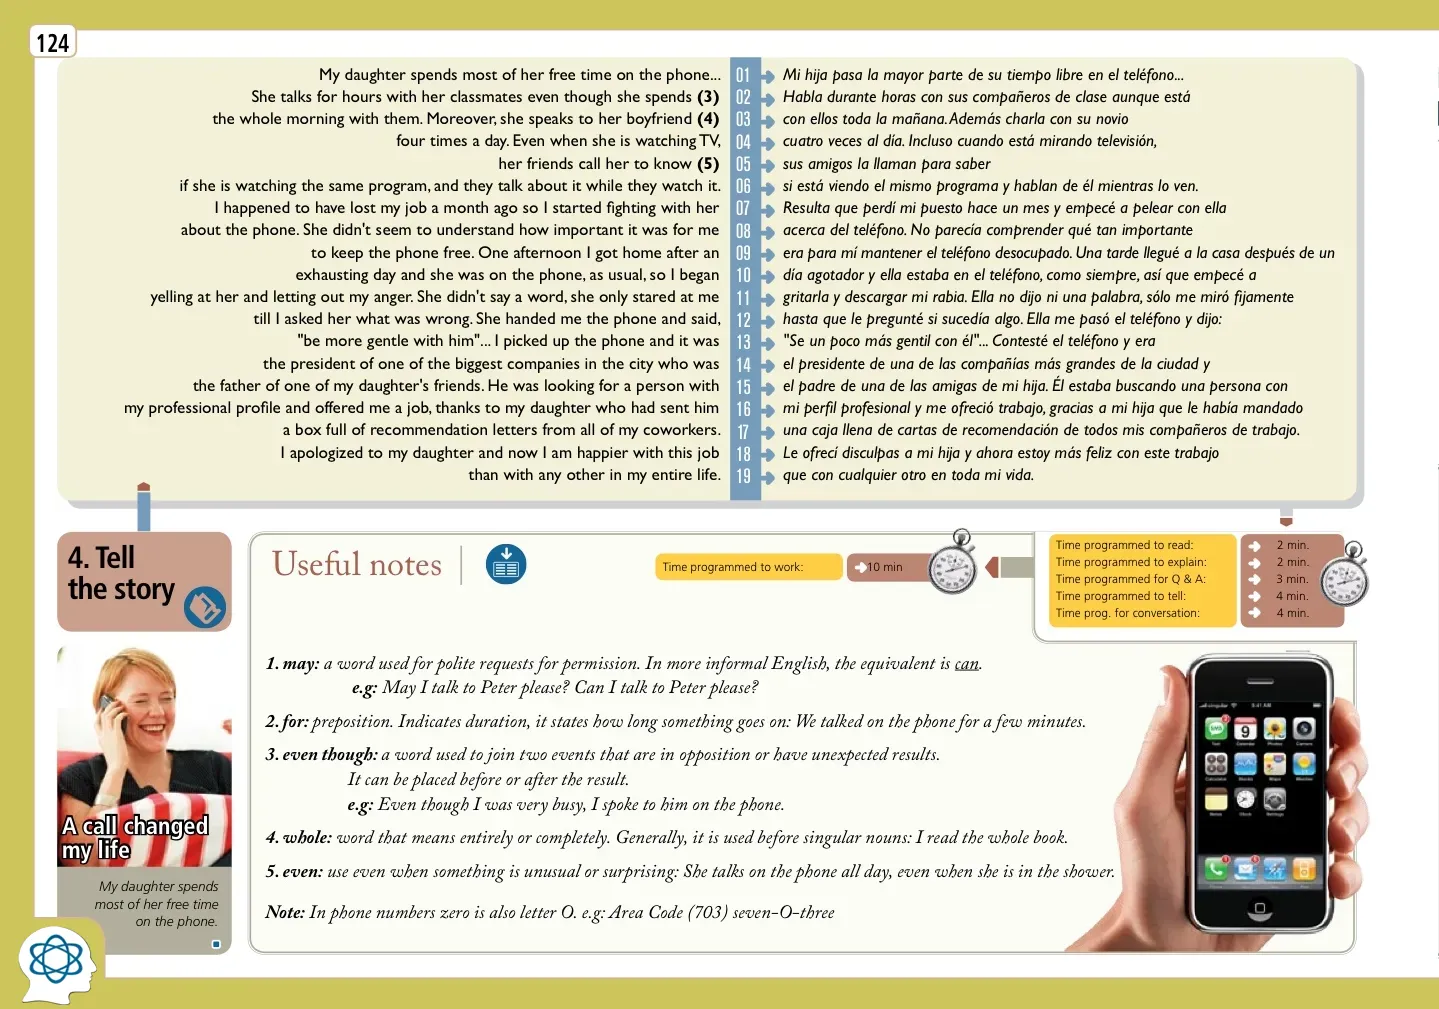 124
My daughter spends most of her free time on the phone...
She talks for hours with her classmates even though she spends (3)
the whole morning with them. Moreover, she speaks to her boyfriend (4)
four times a day. Even when she is watching TV,
her friends call her to know (5)
if she is watching the same program, and they talk about it while they watch it.
I happened to have lost my job a month ago so I started fighting with her
about the phone. She didn't seem to understand how important it was for me
to keep the phone free. One afternoon I got home after an
exhausting day and she was on the phone, as usual, so I began
yelling at her and letting out my anger. She didn't say a word, she only stared at me
till I asked her what was wrong. She handed me the phone and said,
"be more gentle with him"... I picked up the phone and it was
the president of one of the biggest companies in the city who was
the father of one of my daughter's friends. He was looking for a person with
my professional profile and offered me a job, thanks to my daughter who had sent him
a box full of recommendation letters from all of my coworkers.
I apologized to my daughter and now I am happier with this job
than with any other in my entire life.
01
02
03
04
05
06
07
08
09
10
11
12
13
14
15
16
17
18
19
Mi hija pasa la mayor parte de su tiempo libre en el teléfono...
Habla durante horas con sus compañeros de clase aunque está
con ellos toda la mañana. Además charla con su novio
cuatro veces al día. Incluso cuando está mirando televisión,
sus amigos la llaman para saber
si está viendo el mismo programa y hablan de él mientras lo ven.
Resulta que perdí mi puesto hace un mes y empecé a pelear con ella
acerca del teléfono. No parecía comprender qué tan importante
era para mí mantener el teléfono desocupado. Una tarde llegué a la casa después de un
día agotador y ella estaba en el teléfono, como siempre, así que empecé a
gritarla y descargar mi rabia. Ella no dijo ni una palabra, sólo me miró fijamente
hasta que le pregunté si sucedía algo. Ella me pasó el teléfono y dijo:
"Se un poco más gentil con él"... Contesté el teléfono y era
el presidente de una de las compañías más grandes de la ciudad y
el padre de una de las amigas de mi hija. Él estaba buscando una persona con
mi perfil profesional y me ofreció trabajo, gracias a mi hija que le había mandado
una caja llena de cartas de recomendación de todos mis compañeros de trabajo.
Le ofrecí disculpas a mi hija y ahora estoy más feliz con este trabajo
que con cualquier otro en toda mi vida.
4. Tell
the story
A call changed
my life
My daughter spends
most of her free time
on the phone.
Useful notes
Time programmed to work: 10 min
Time programmed to read: 2 min.
Time programmed to explain: 2 min.
Time programmed for Q & A: 3 min.
Time programmed to tell: 4 min.
Time prog. for conversation: 4 min.
1. may: a word used for polite requests for permission. In more informal English, the equivalent is can.
e.g: May I talk to Peter please? Can I talk to Peter please?
2. for: preposition. Indicates duration, it states how long something goes on: We talked on the phone for a few minutes.
3. even though: a word used to join two events that are in opposition or have unexpected results.
It can be placed before or after the result.
e.g: Even though I was very busy, I spoke to him on the phone.
4. whole: word that means entirely or completely. Generally, it is used before singular nouns: I read the whole book.
5. even: use even when something is unusual or surprising: She talks on the phone all day, even when she is in the shower.
Note: In phone numbers zero is also letter O. e.g: Area Code (703) seven-O-three
9:41 AM
9